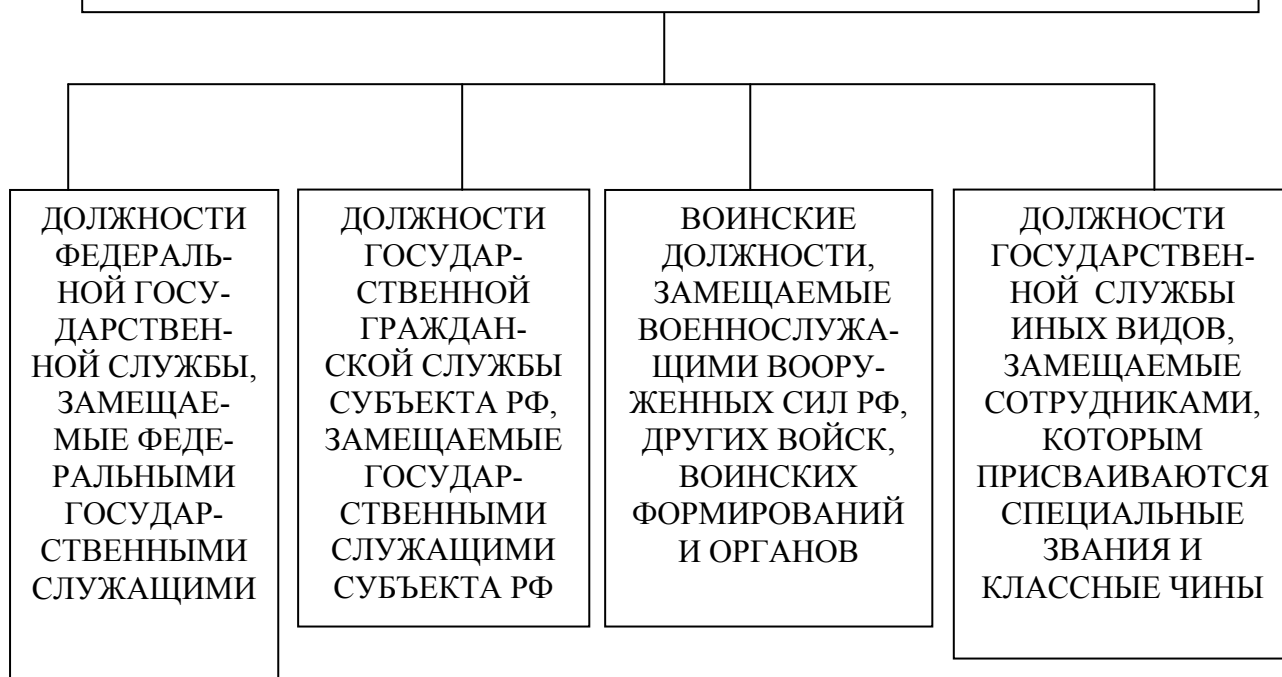 ДОЛЖНОСТИ
ФЕДЕРАЛЬ-
НОЙ ГОСУ-
ДАРСТВЕН-
НОЙ СЛУЖБЫ,
ЗАМЕЩАЕ-
МЫЕ ФЕДЕ-
РАЛЬНЫМИ
ГОСУДАР-
СТВЕННЫМИ
СЛУЖАЩИМИ
ДОЛЖНОСТИ
ГОСУДАР-
СТВЕННОЙ
ГРАЖДАН-
СКОЙ СЛУЖБЫ
СУБЪЕКТА РФ,
ЗАМЕЩАЕМЫЕ
ГОСУДАР-
СТВЕННЫМИ
СЛУЖАЩИМИ
СУБЪЕКТА РФ
ВОИНСКИЕ
ДОЛЖНОСТИ,
ЗАМЕЩАЕМЫЕ
ВОЕННОСЛУЖА-
ЩИМИ ВООРУ-
ЖЕННЫХ СИЛ РФ,
ДРУГИХ ВОЙСК,
ВОИНСКИХ
ФОРМИРОВАНИЙ
И ОРГАНОВ
ДОЛЖНОСТИ
ГОСУДАРСТВЕН-
НОЙ СЛУЖБЫ
ИНЫХ ВИДОВ,
ЗАМЕЩАЕМЫЕ
СОТРУДНИКАМИ,
КОТОРЫМ
ПРИСВАИВАЮТСЯ
СПЕЦИАЛЬНЫЕ
ЗВАНИЯ И
КЛАССНЫЕ ЧИНЫ